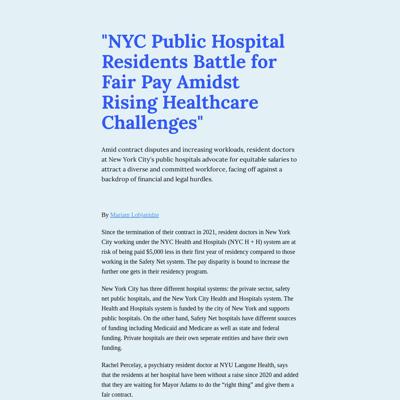 "NYC Public Hospital
Residents Battle for
Fair Pay Amidst
Rising Healthcare
Challenges"
Amid contract disputes and increasing workloads, resident doctors
at New York City's public hospitals advocate for equitable salaries to
attract a diverse and committed workforce, facing off against a
backdrop of financial and legal hurdles.
By Mariam Lobjanidze
Since the termination of their contract in 2021, resident doctors in New York
City working under the NYC Health and Hospitals (NYC H + H) system are at
risk of being paid $5,000 less in their first year of residency compared to those
working in the Safety Net system. The pay disparity is bound to increase the
further one gets in their residency program.
New York City has three different hospital systems: the private sector, safety
net public hospitals, and the New York City Health and Hospitals system. The
Health and Hospitals system is funded by the city of New York and supports
public hospitals. On the other hand, Safety Net hospitals have different sources
of funding including Medicaid and Medicare as well as state and federal
funding. Private hospitals are their own seperate entities and have their own
funding.
Rachel Percelay, a psychiatry resident doctor at NYU Langone Health, says
that the residents at her hospital have been without a raise since 2020 and added
that they are waiting for Mayor Adams to do the “right thing” and give them a
fair contract.